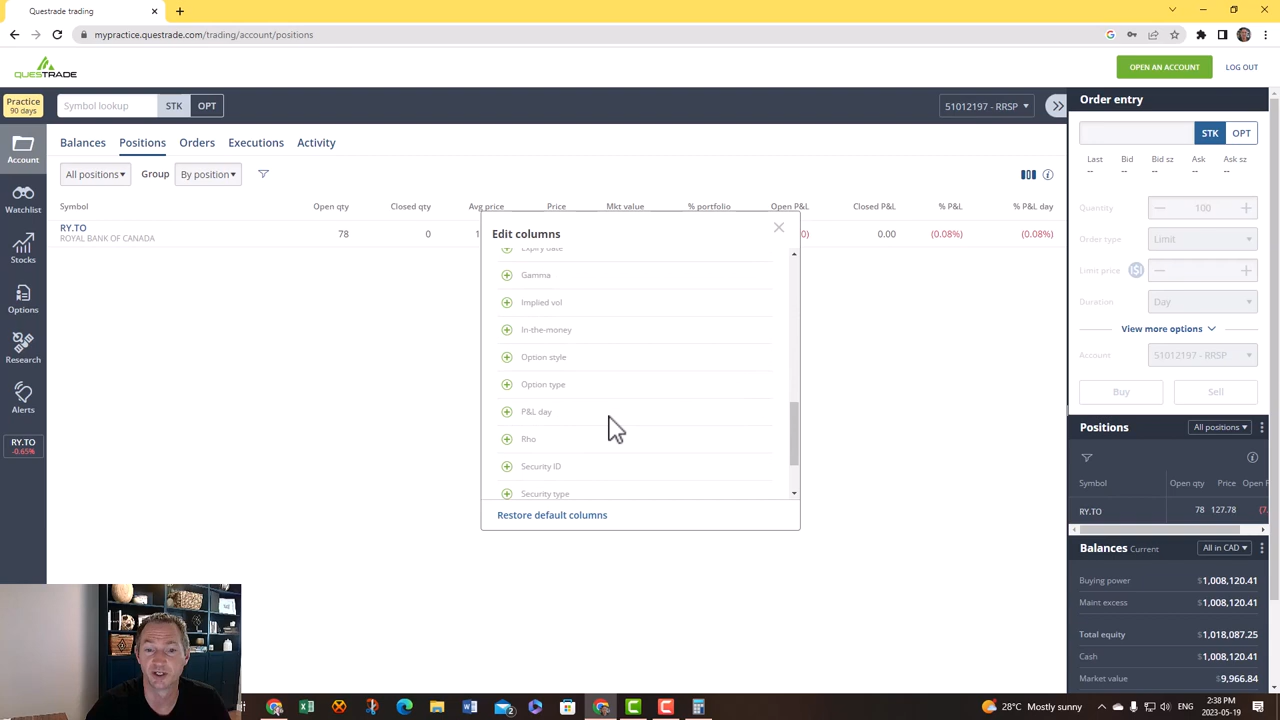 Questrade trading
mypractice.questrade.com/trading/account/positions
QUESTRADE
OPEN AN ACCOUNT
LOG OUT
Practice
90 days
Symbol lookup
STK
OPT
51012197 - RRSP
Order entry
Account
Balances
Positions
Orders
Executions
Activity
STK
OPT
All positions
Group
By position
Last
Bid
Bid sz
Ask
Ask sz
--
--
--
--
--
Watchlist
Symbol
Open qty
Closed qty
Avg price
Price
Mkt value
% portfolio
Open P&L
Closed P&L
% P&L
% P&L day
RY.TO
ROYAL BANK OF CANADA
78
0
1
0)
0.00
(0.08%)
(0.08%)
Quantity
100
Order type
Limit
Limit price
Duration
Day
View more options
Account
51012197 - RRSP
Buy
Sell
Stocks
Options
Research
Alerts
RY.TO
-0.65%
Edit columns
Expiry date
Gamma
Implied vol
In-the-money
Option style
Option type
P&L day
Rho
Security ID
Security type
Restore default columns
Positions
All positions
Symbol
Open qty
Price
Open P
RY.TO
78
127.78
(7.
Balances Current
All in CAD
Buying power
$1,008,120.41
Maint excess
$1,008,120.41
Total equity
$1,018,087.25
Cash
$1,008,120.41
Market value
$9,966.84
2
28°C Mostly sunny
ENG
2:38 PM
2023-05-19